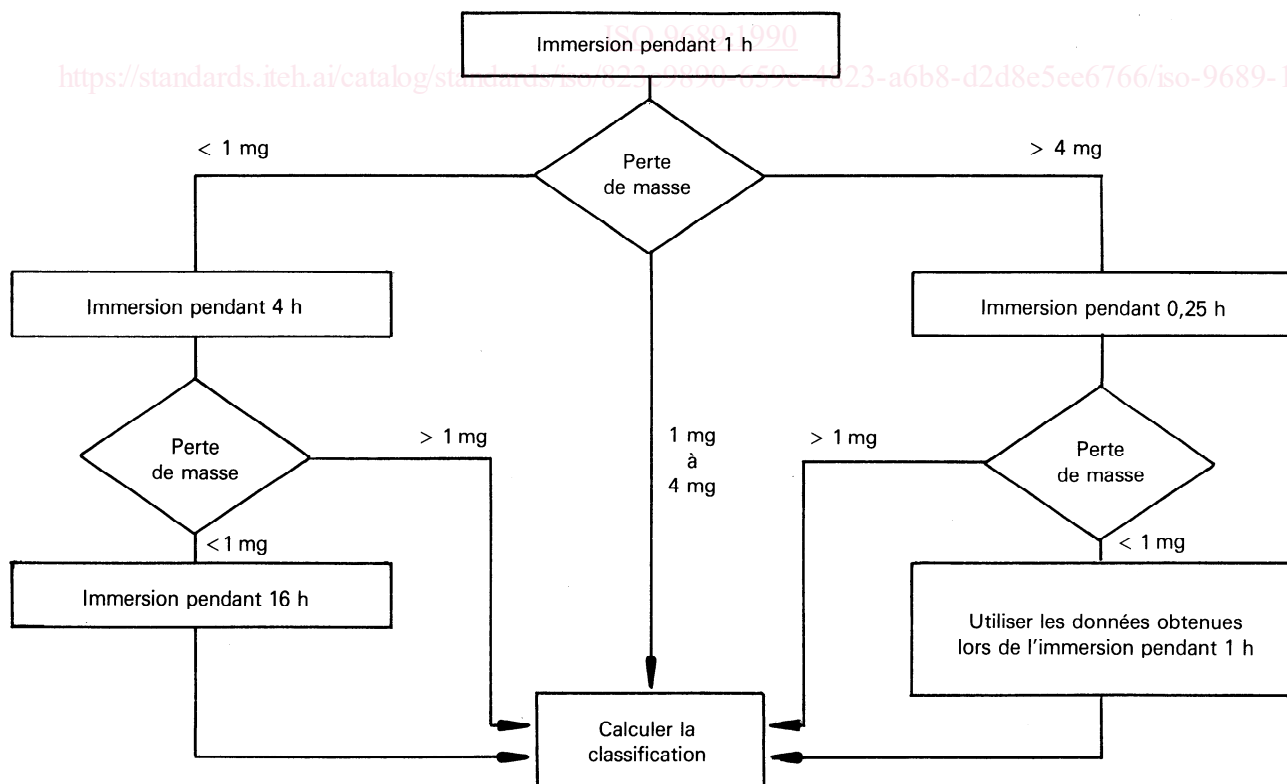 ISO 9689:1990
Immersion pendant 1 h
https://standards.iteh.ai/catalog/standards/iso/823c9890-659c-4823-a6b8-d2d8e5ee6766/iso-9689-1
< 1 mg
> 4 mg
Perte
de masse
Immersion pendant 4 h
Immersion pendant 0,25 h
Perte
de masse
> 1 mg
1 mg
à
4 mg
> 1 mg
Perte
de masse
< 1 mg
< 1 mg
Immersion pendant 16 h
Utiliser les données obtenues
lors de l'immersion pendant 1 h
Calculer la
classification